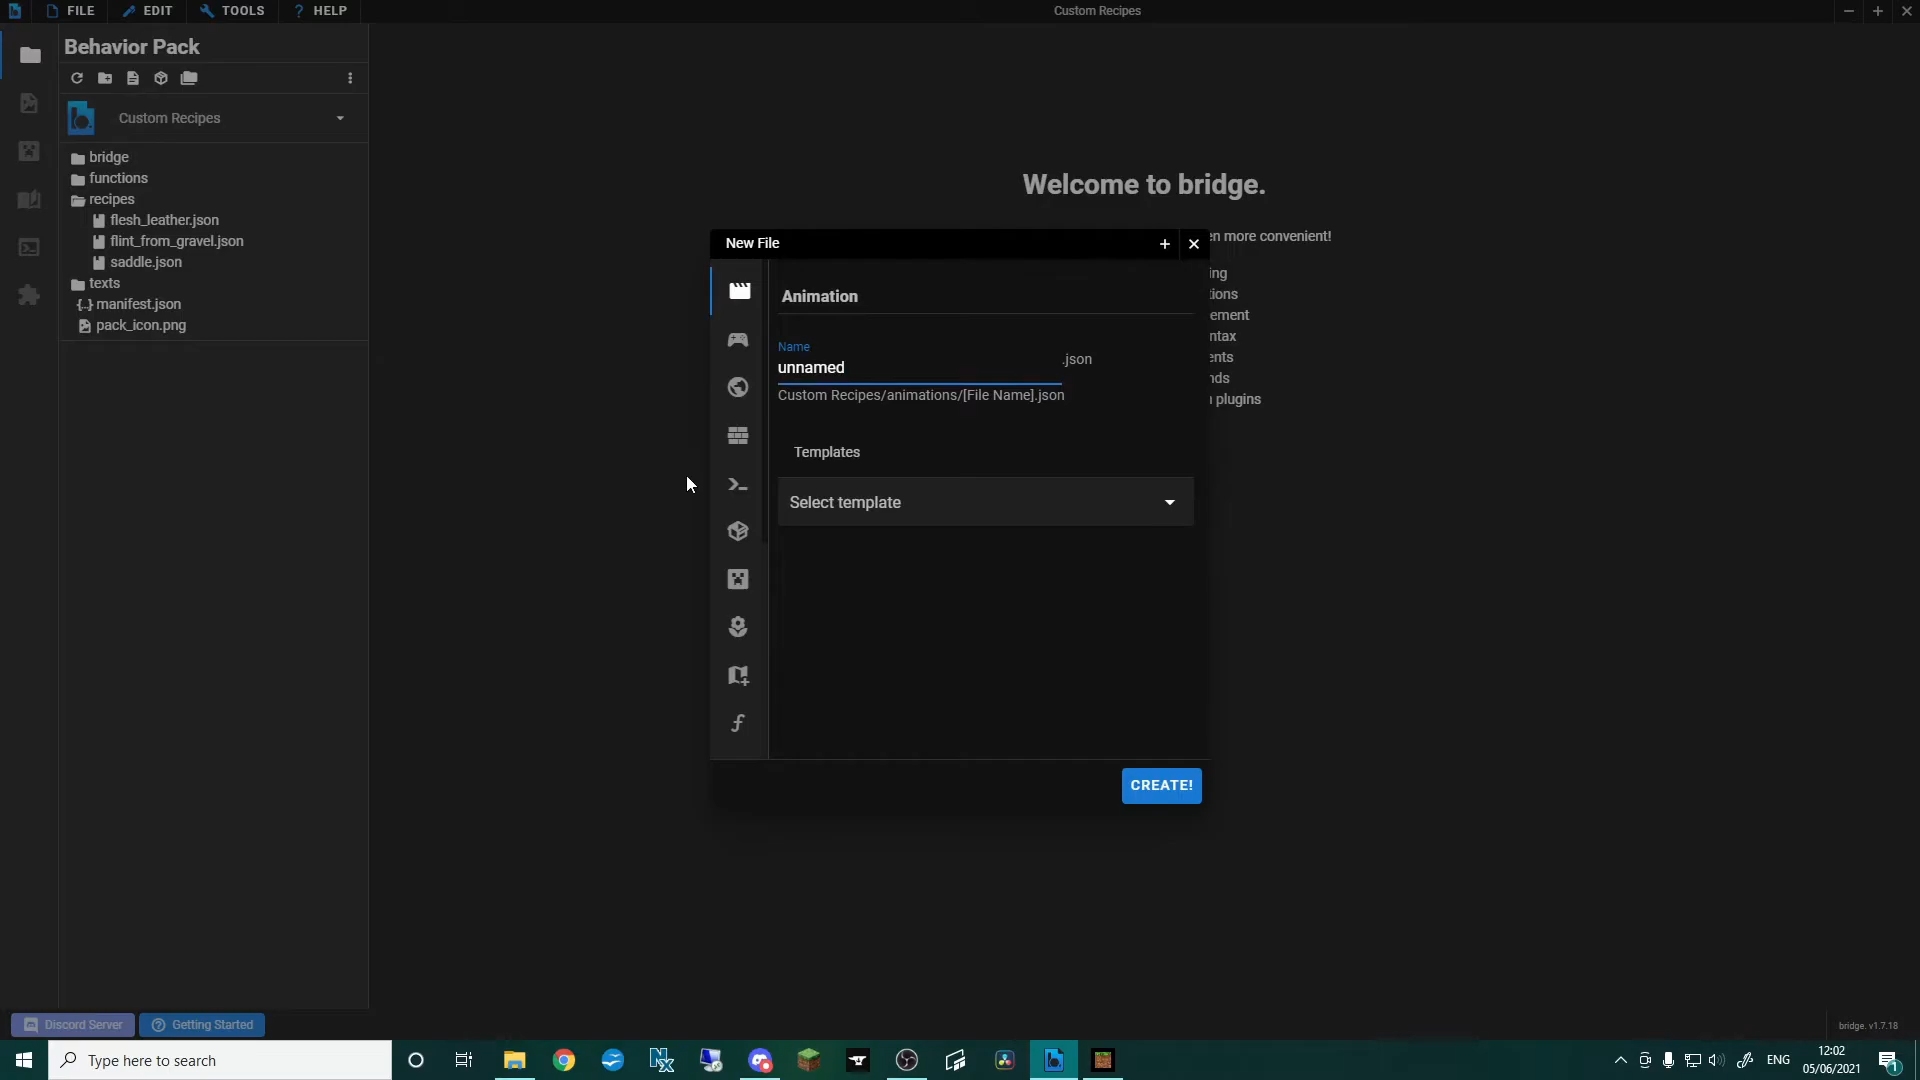 FILE EDIT TOOLS HELP Custom Recipes
Behavior Pack
Custom Recipes
bridge
functions
recipes
flesh_leather.json
flint_from_gravel.json
saddle.json
texts
manifest.json
pack_icon.png
Welcome to bridge.
en more convenient!
ing
tions
ement
ntax
ents
nds
plugins
New File
Animation
Name
unnamed
.json
Custom Recipes/animations/[File Name].json
Templates
Select template
CREATE!
Discord Server
Getting Started
bridge. v1.7.18
Type here to search
ENG
12:02
05/06/2021
1